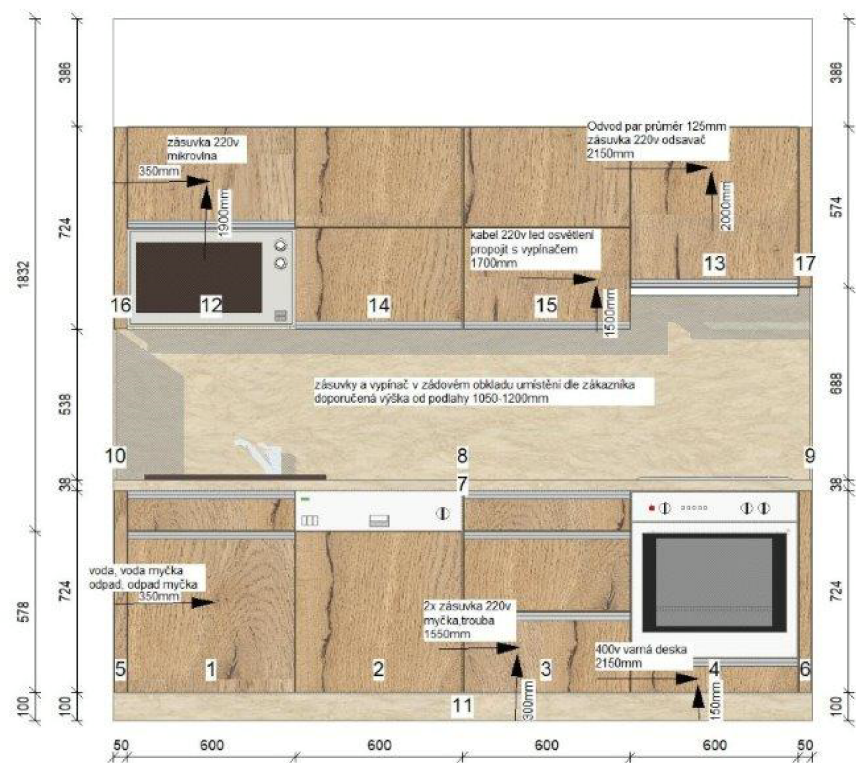 386
724
1832
538
38
578
724
100
100
zásuvka 220v
mikrovlna
350mm
1900mm
Odvod par průměr 125mm
zásuvka 220v odsavač
2150mm
2000mm
kabel 220v led osvětlení
propojit s vypínačem
1700mm
1500mm
16
12
14
15
13
17
zásuvky a vypínač v zádovém obkladu umístění dle zákazníka
doporučená výška od podlahy 1050-1200mm
10
8
9
7
voda, voda myčka
odpad, odpad myčka
350mm
2x zásuvka 220v
myčka,trouba
1550mm
300mm
400v varná deska
2150mm
150mm
5
1
2
3
4
6
11
386
574
688
38
724
100
50
600
600
600
600
50